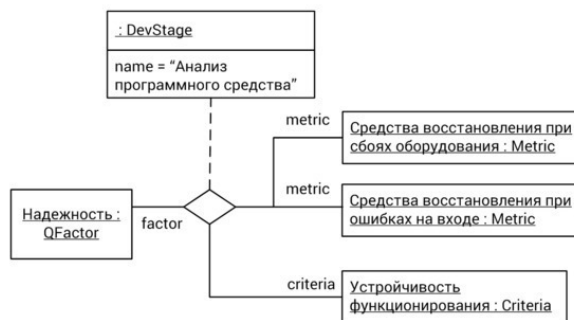 : DevStage
name = “Анализ
программного средства”
metric
Средства восстановления при
сбоях оборудования : Metric
metric
Средства восстановления при
ошибках на входе : Metric
Надежность :
QFactor
factor
criteria
Устройчивость
функционирования : Criteria